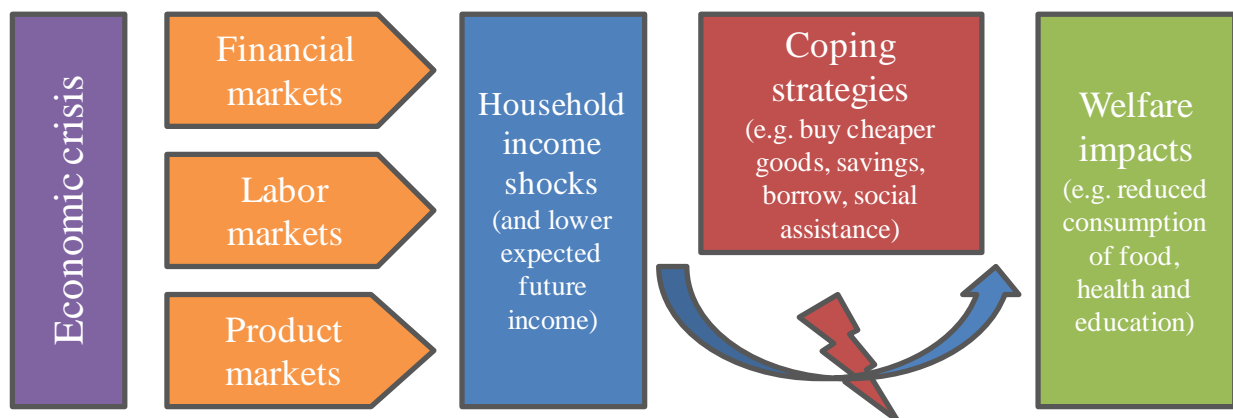 Economic crisis
Financial
markets
Labor
markets
Product
markets
Household
income
shocks
(and lower
expected
future
income)
Coping
strategies
(e.g. buy cheaper
goods, savings,
borrow, social
assistance)
Welfare
impacts
(e.g. reduced
consumption
of food,
health and
education)